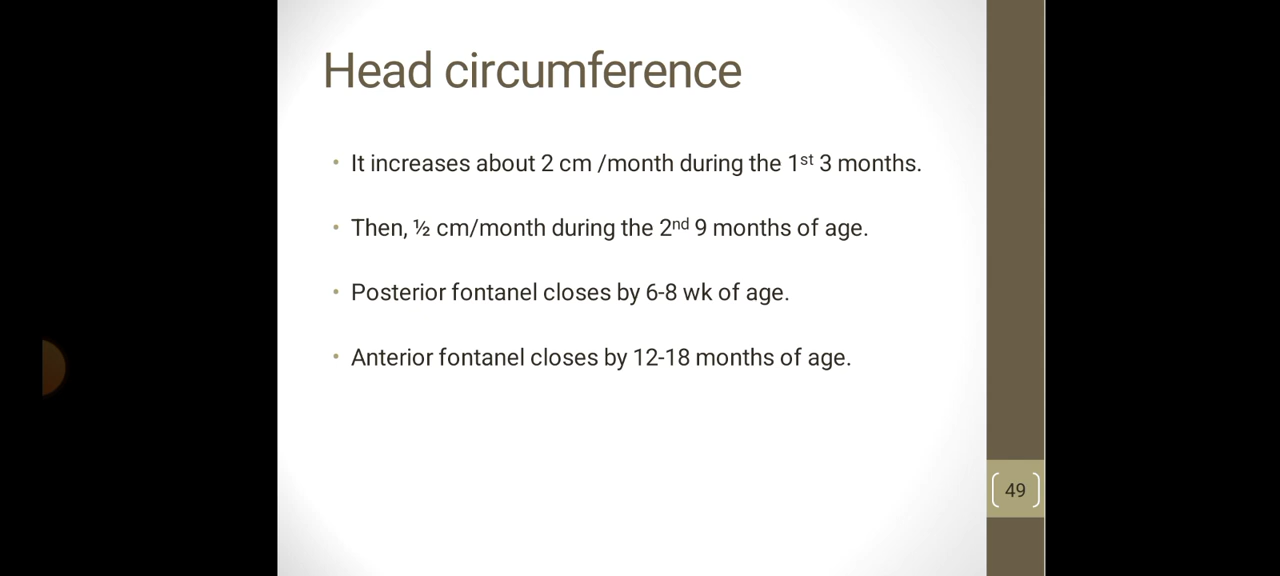 Head circumference
• It increases about 2 cm /month during the 1st 3 months.
• Then, ½ cm/month during the 2nd 9 months of age.
• Posterior fontanel closes by 6-8 wk of age.
• Anterior fontanel closes by 12-18 months of age.
49